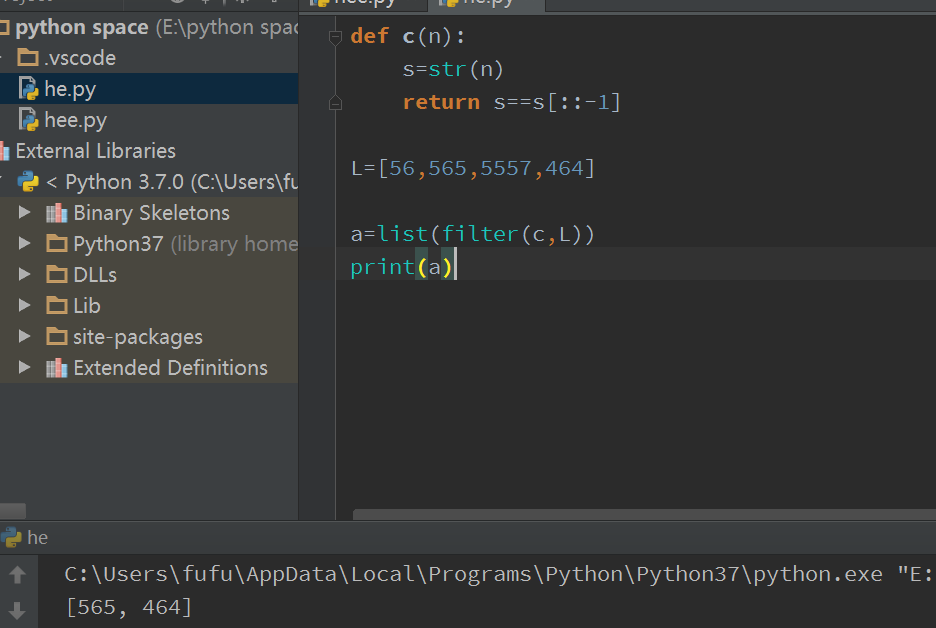 hee.py
he.py
python space (E:\python spac
.vscode
he.py
hee.py
External Libraries
< Python 3.7.0 (C:\Users\fu
Binary Skeletons
Python37 (library home
DLLs
Lib
site-packages
Extended Definitions
def c(n):
s=str(n)
return s==s[::-1]
L=[56,565,5557,464]
a=list(filter(c,L))
print(a)
he
C:\Users\fufu\AppData\Local\Programs\Python\Python37\python.exe "E:
[565, 464]